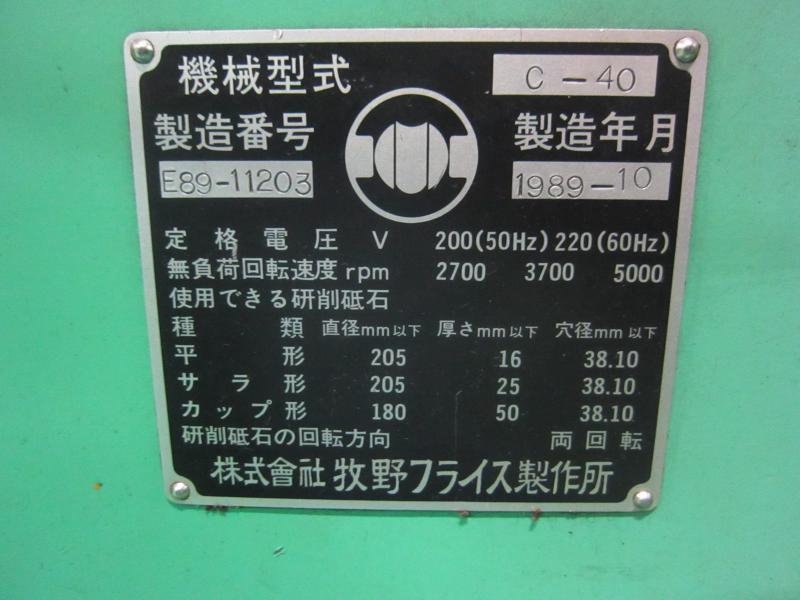 機械型式 C-40
製造番号 製造年月
E89-11203 1989-10
定格電圧 V 200(50Hz) 220(60Hz)
無負荷回転速度rpm 2700 3700 5000
使用できる研削砥石
種類 直径mm以下 厚さmm以下 穴径mm以下
平形 205 16 38.10
サラ形 205 25 38.10
カップ形 180 50 38.10
研削砥石の回転方向 両回転
株式會社 牧野フライス製作所